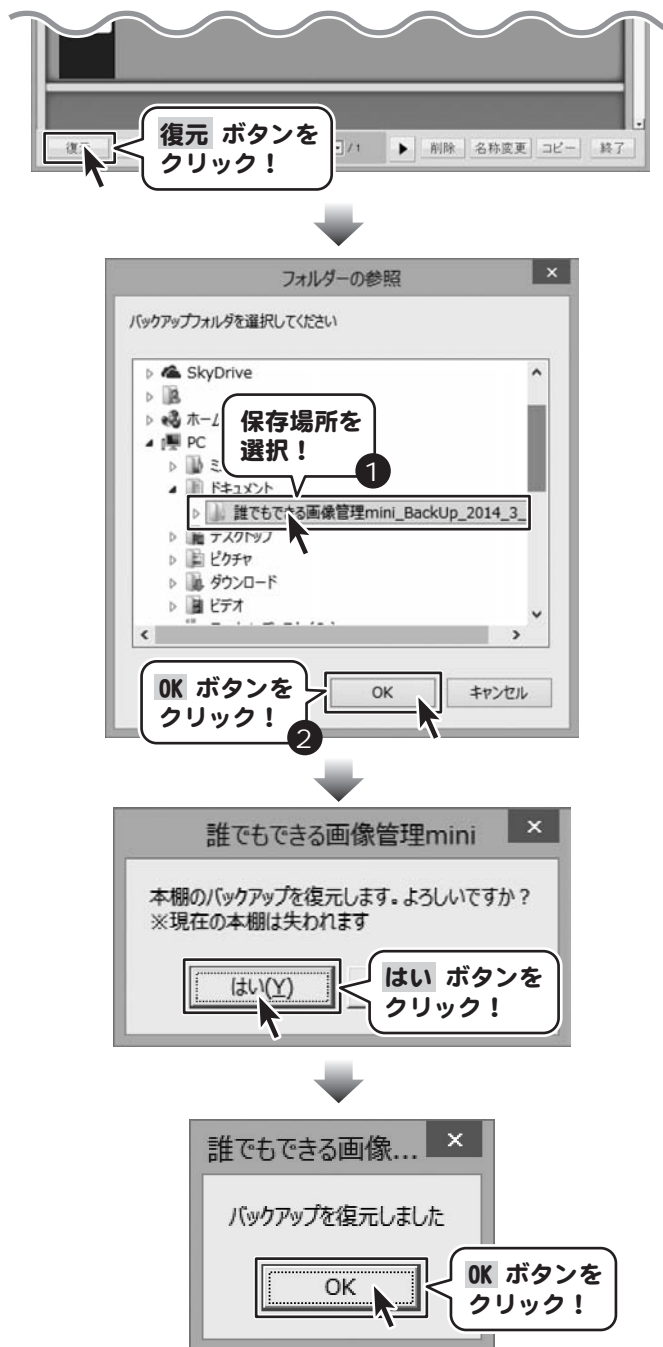 復元 ボタンを
クリック！
/1
削除
名称変更
コピー
終了
フォルダーの参照
バックアップフォルダを選択してください
SkyDrive
PC
保存場所を
選択！
1
ドキュメント
誰でもできる画像管理mini_BackUp_2014_3_
デスクトップ
ピクチャ
ダウンロード
ビデオ
OK ボタンを
クリック！
2
OK
キャンセル
誰でもできる画像管理mini
本棚のバックアップを復元します。よろしいですか？
※現在の本棚は失われます
はい(Y)
はい ボタンを
クリック！
誰でもできる画像...
バックアップを復元しました
OK
OK ボタンを
クリック！